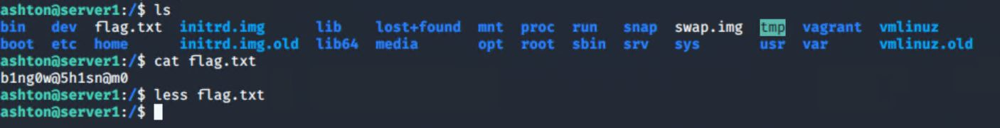 ashton@server1:/$ ls
bin dev flag.txt initrd.img lib lost+found mnt proc run snap swap.img tmp vagrant vmlinuz
boot etc home initrd.img.old lib64 media opt root sbin srv sys usr var vmlinuz.old
ashton@server1:/$ cat flag.txt
b1ng0w@5h1sn@m0
ashton@server1:/$ less flag.txt
ashton@server1:/$